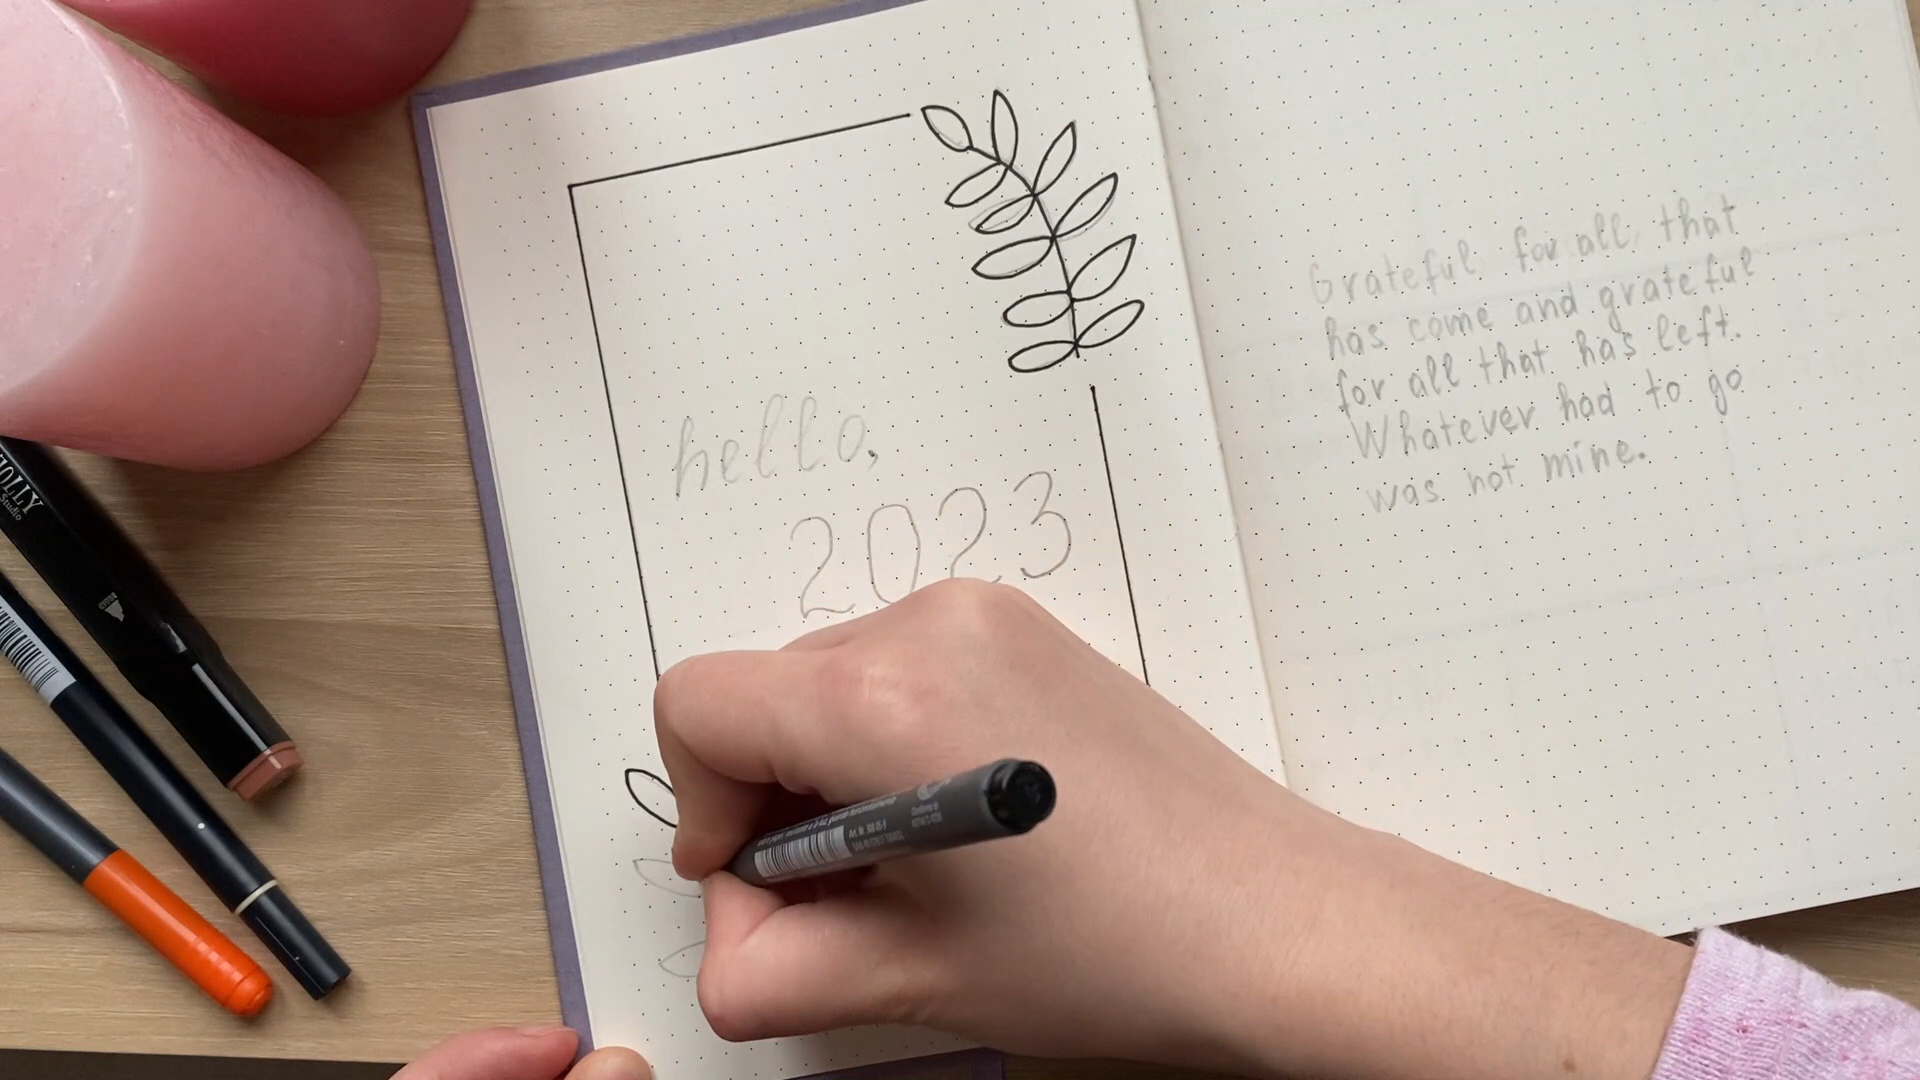 hello,
2023
Grateful for all that
has come and grateful
for all that has left.
Whatever had to go
was not mine.
Studio